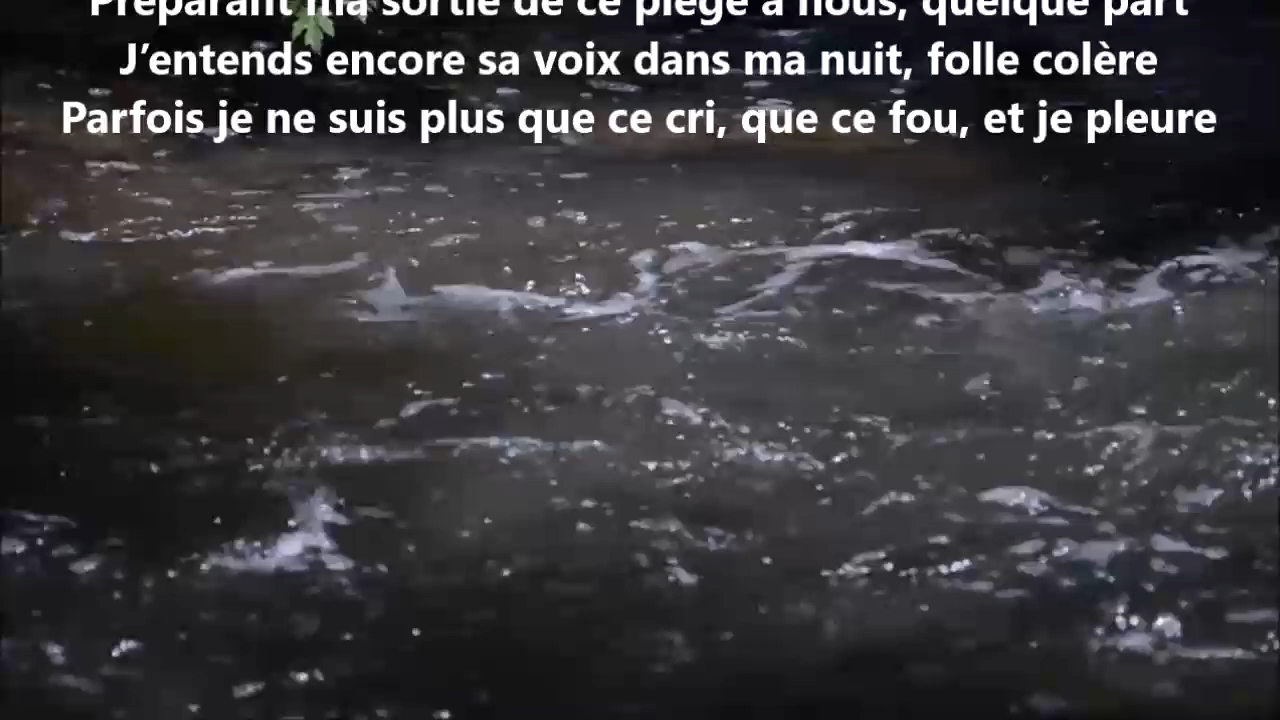 Préparant ma sortie de ce piège à nous, quelque part
J’entends encore sa voix dans ma nuit, folle colère
Parfois je ne suis plus que ce cri, que ce fou, et je pleure